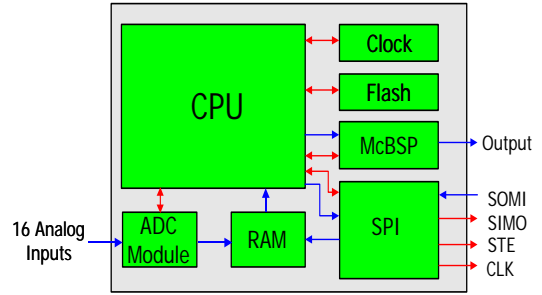 Clock
CPU
Flash
McBSP
Output
SOMI
16 Analog
Inputs
ADC
Module
RAM
SPI
SIMO
STE
CLK